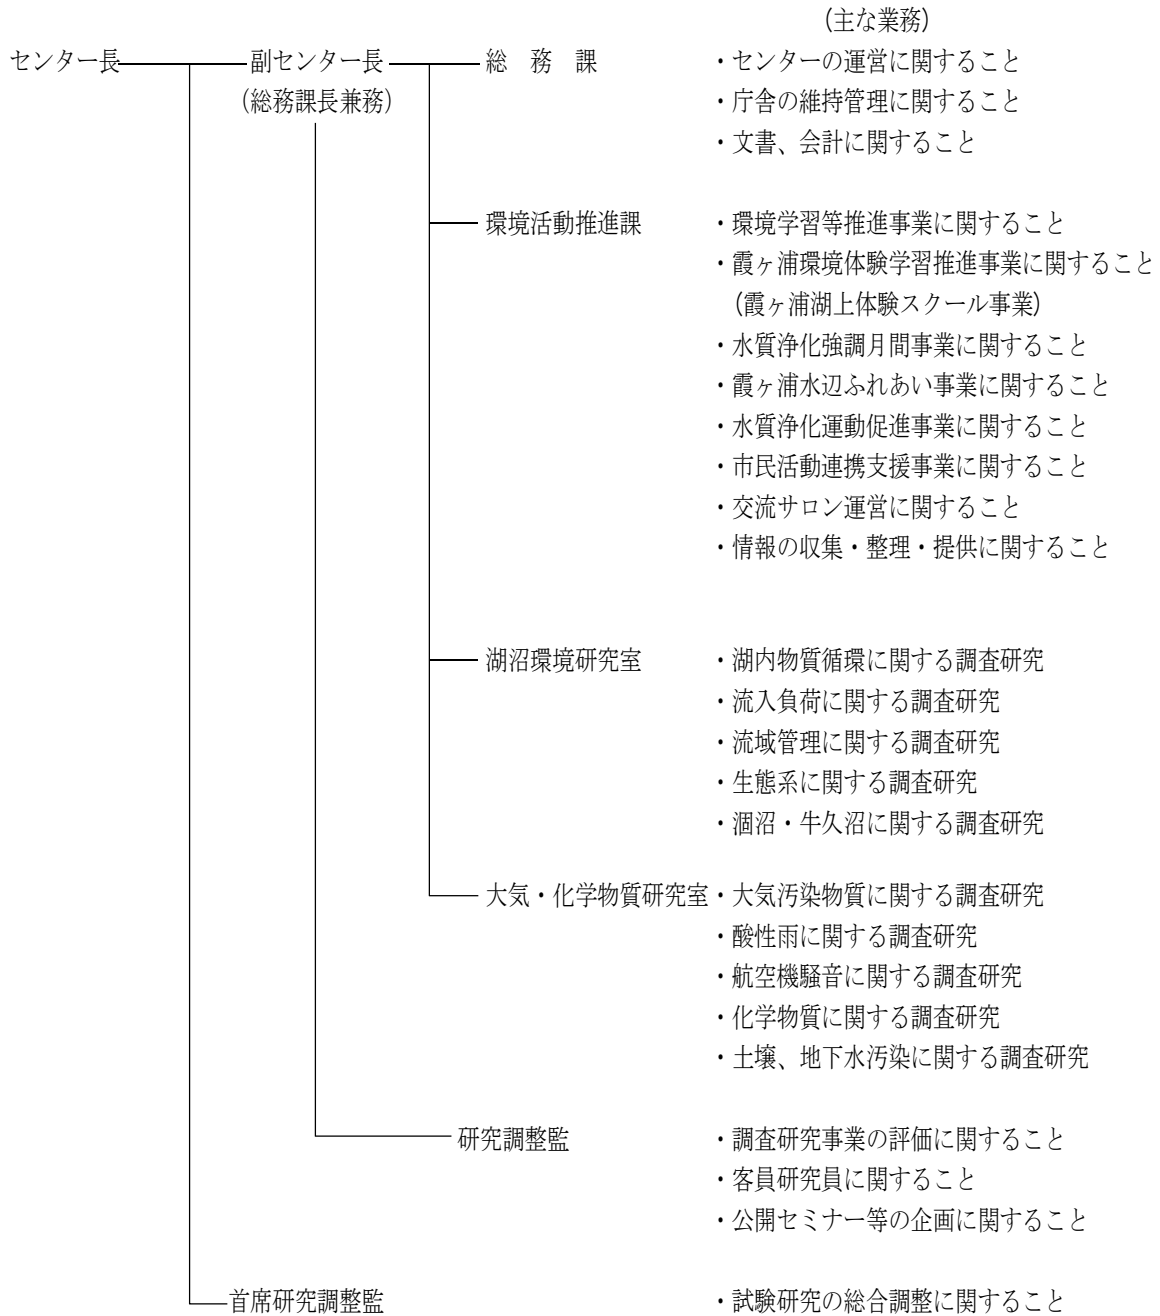 (主な業務)
センター長 副センター長 総　務　課 ・センターの運営に関すること
(総務課長兼務) ・庁舎の維持管理に関すること
・文書、会計に関すること
環境活動推進課 ・環境学習等推進事業に関すること
・霞ヶ浦環境体験学習推進事業に関すること
(霞ヶ浦湖上体験スクール事業)
・水質浄化強調月間事業に関すること
・霞ヶ浦水辺ふれあい事業に関すること
・水質浄化運動促進事業に関すること
・市民活動連携支援事業に関すること
・交流サロン運営に関すること
・情報の収集・整理・提供に関すること
湖沼環境研究室 ・湖内物質循環に関する調査研究
・流入負荷に関する調査研究
・流域管理に関する調査研究
・生態系に関する調査研究
・涸沼・牛久沼に関する調査研究
大気・化学物質研究室 ・大気汚染物質に関する調査研究
・酸性雨に関する調査研究
・航空機騒音に関する調査研究
・化学物質に関する調査研究
・土壌、地下水汚染に関する調査研究
研究調整監 ・調査研究事業の評価に関すること
・客員研究員に関すること
・公開セミナー等の企画に関すること
首席研究調整監 ・試験研究の総合調整に関すること